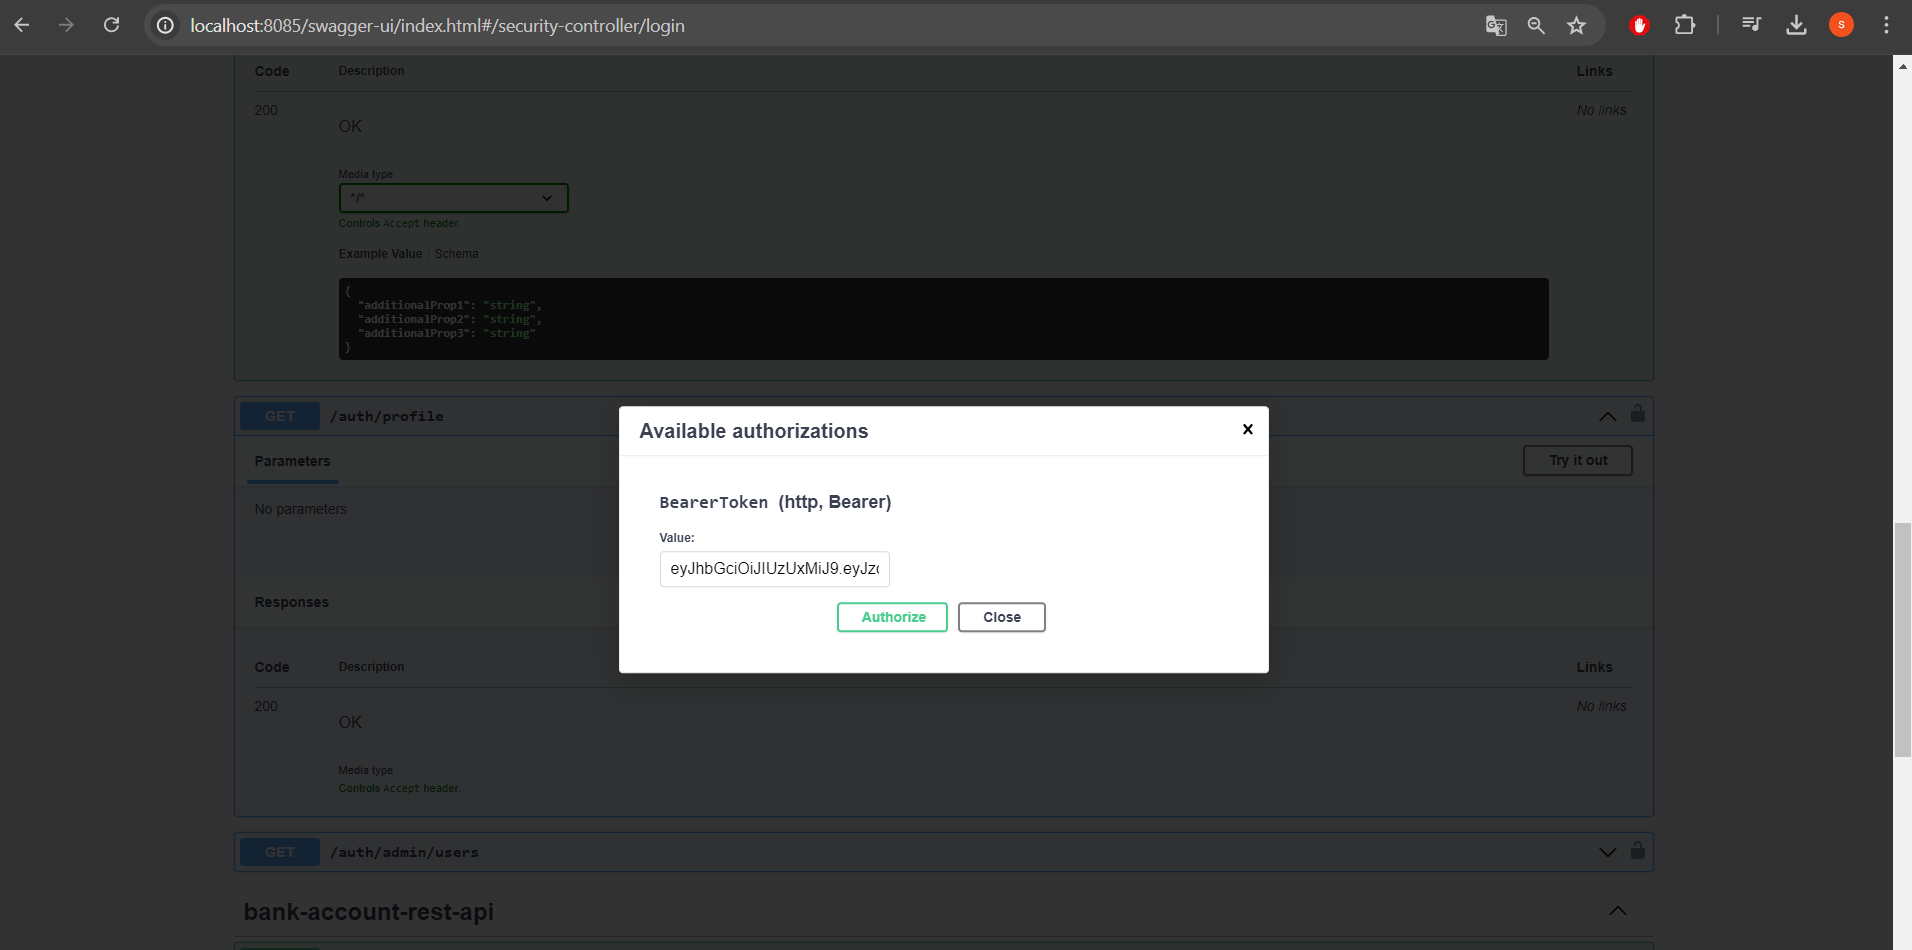 localhost:8085/swagger-ui/index.html#/security-controller/login
S
Code Description Links
200 OK No links
Media type
*/*
Controls Accept header.
Example Value | Schema
{
"additionalProp1": "string",
"additionalProp2": "string",
"additionalProp3": "string"
}
GET /auth/profile
Available authorizations
Parameters
Try it out
BearerToken (http, Bearer)
No parameters
Value:
eyJhbGciOiJIUzUxMiJ9.eyJzc
Responses
Authorize Close
Code Description Links
200 OK No links
Media type
Controls Accept header.
GET /auth/admin/users
bank-account-rest-api